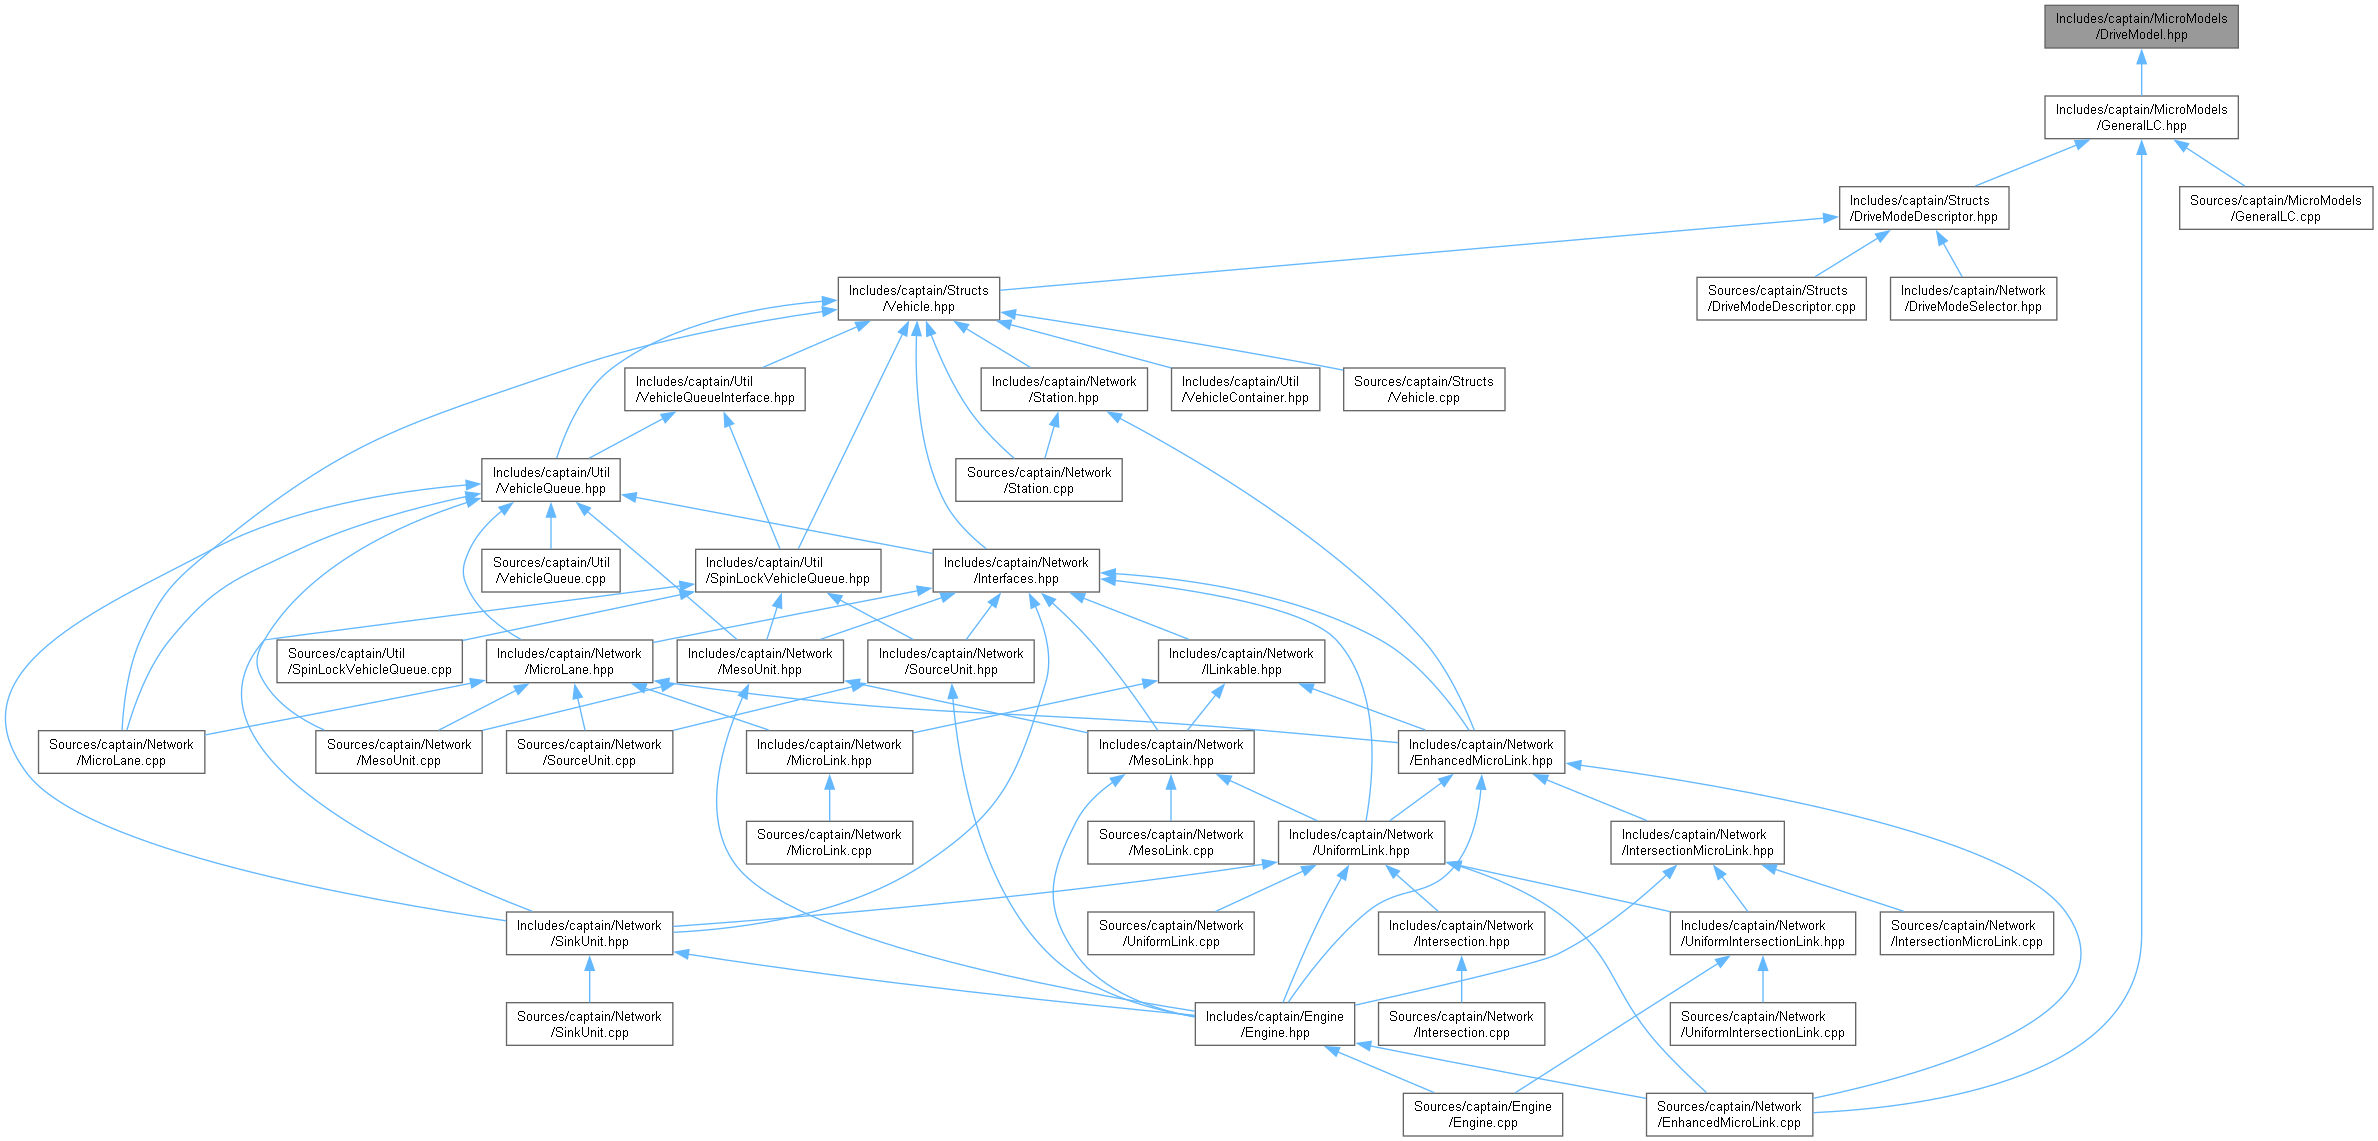 Includes/captain/MicroModels
/DriveModel.hpp
Includes/captain/MicroModels
/GeneralLC.hpp
Includes/captain/Structs
/DriveModeDescriptor.hpp
Sources/captain/MicroModels
/GeneralLC.cpp
Includes/captain/Structs
/Vehicle.hpp
Sources/captain/Structs
/DriveModeDescriptor.cpp
Includes/captain/Network
/DriveModeSelector.hpp
Includes/captain/Util
/VehicleQueueInterface.hpp
Includes/captain/Network
/Station.hpp
Includes/captain/Util
/VehicleContainer.hpp
Sources/captain/Structs
/Vehicle.cpp
Includes/captain/Util
/VehicleQueue.hpp
Sources/captain/Network
/Station.cpp
Sources/captain/Util
/VehicleQueue.cpp
Includes/captain/Util
/SpinLockVehicleQueue.hpp
Includes/captain/Network
/Interfaces.hpp
Sources/captain/Util
/SpinLockVehicleQueue.cpp
Includes/captain/Network
/MicroLane.hpp
Includes/captain/Network
/MesoUnit.hpp
Includes/captain/Network
/SourceUnit.hpp
Includes/captain/Network
/ILinkable.hpp
Sources/captain/Network
/MicroLane.cpp
Sources/captain/Network
/MesoUnit.cpp
Sources/captain/Network
/SourceUnit.cpp
Includes/captain/Network
/MicroLink.hpp
Includes/captain/Network
/MesoLink.hpp
Includes/captain/Network
/EnhancedMicroLink.hpp
Sources/captain/Network
/MicroLink.cpp
Sources/captain/Network
/MesoLink.cpp
Includes/captain/Network
/UniformLink.hpp
Includes/captain/Network
/IntersectionMicroLink.hpp
Includes/captain/Network
/SinkUnit.hpp
Sources/captain/Network
/UniformLink.cpp
Includes/captain/Network
/Intersection.hpp
Includes/captain/Network
/UniformIntersectionLink.hpp
Sources/captain/Network
/IntersectionMicroLink.cpp
Sources/captain/Network
/SinkUnit.cpp
Includes/captain/Engine
/Engine.hpp
Sources/captain/Network
/Intersection.cpp
Sources/captain/Network
/UniformIntersectionLink.cpp
Sources/captain/Engine
/Engine.cpp
Sources/captain/Network
/EnhancedMicroLink.cpp